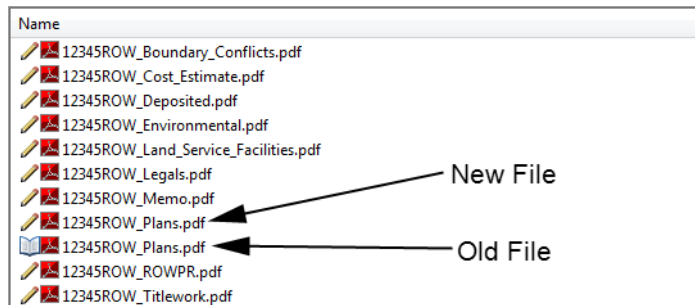 Name
12345ROW_Boundary_Conflicts.pdf
12345ROW_Cost_Estimate.pdf
12345ROW_Deposited.pdf
12345ROW_Environmental.pdf
12345ROW_Land_Service_Facilities.pdf
12345ROW_Legals.pdf
New File
12345ROW_Memo.pdf
12345ROW_Plans.pdf
12345ROW_Plans.pdf
Old File
12345ROW_ROWPR.pdf
12345ROW_Titlework.pdf